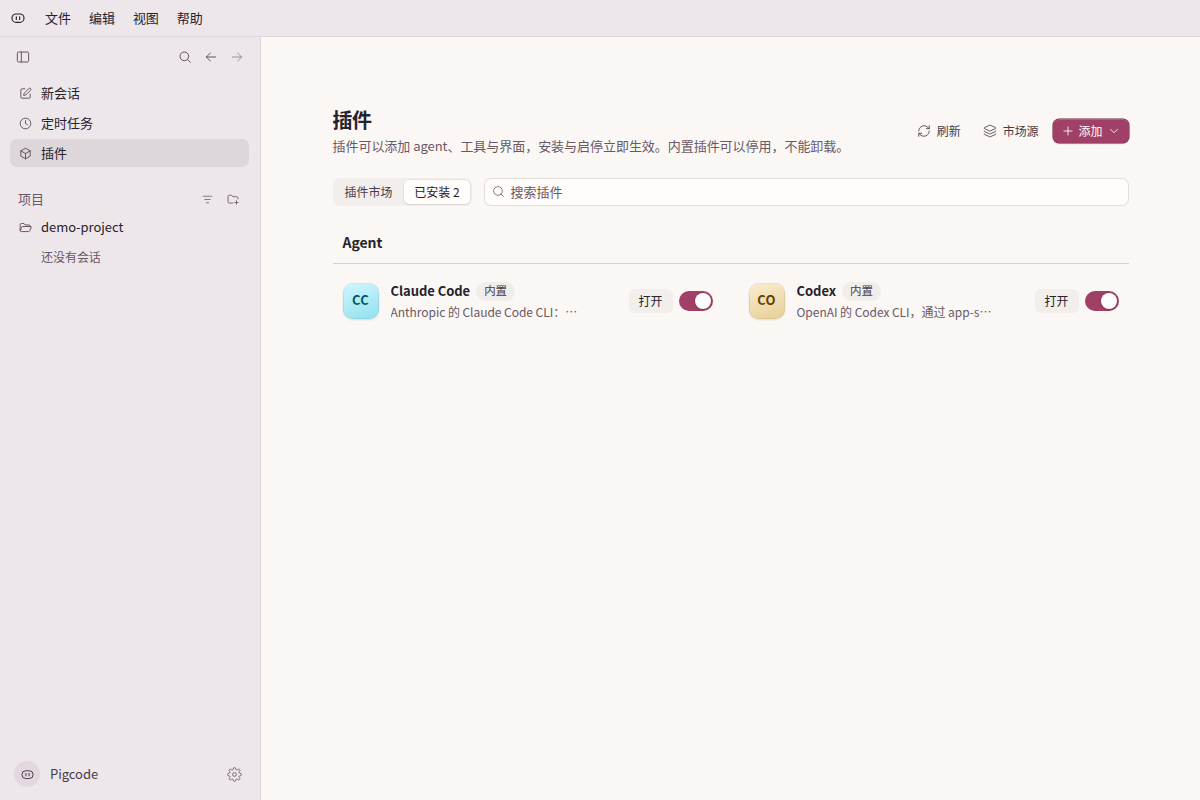 文件 编辑 视图 帮助
新会话
定时任务
插件
项目
demo-project
还没有会话
Pigcode
插件
插件可以添加 agent、工具与界面，安装与启停立即生效。内置插件可以停用，不能卸载。
刷新 市场源 添加
插件市场 已安装 2 搜索插件
Agent
CC Claude Code 内置 打开
Anthropic 的 Claude Code CLI：…
CO Codex 内置 打开
OpenAI 的 Codex CLI，通过 app-s…